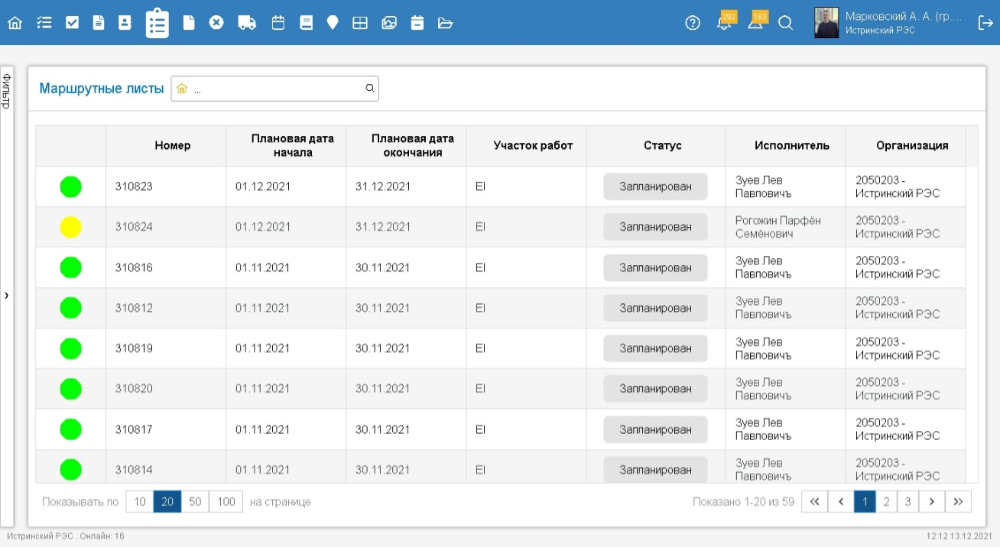 292
163
Марковский А. А. (гр....
Истринский РЭС
Фильтр
Маршрутные листы
...
Номер
Плановая дата
начала
Плановая дата
окончания
Участок работ
Статус
Исполнитель
Организация
310823 01.12.2021 31.12.2021 EI Запланирован Зуев Лев
Павловичъ
2050203 -
Истринский РЭС
310824 01.12.2021 31.12.2021 EI Запланирован Рогожин Парфён
Семёнович
2050203 -
Истринский РЭС
310816 01.11.2021 30.11.2021 EI Запланирован Зуев Лев
Павловичъ
2050203 -
Истринский РЭС
310812 01.11.2021 30.11.2021 EI Запланирован Зуев Лев
Павловичъ
2050203 -
Истринский РЭС
310819 01.11.2021 30.11.2021 EI Запланирован Зуев Лев
Павловичъ
2050203 -
Истринский РЭС
310820 01.11.2021 30.11.2021 EI Запланирован Зуев Лев
Павловичъ
2050203 -
Истринский РЭС
310817 01.11.2021 30.11.2021 EI Запланирован Зуев Лев
Павловичъ
2050203 -
Истринский РЭС
310814 01.11.2021 30.11.2021 EI Запланирован Зуев Лев
Павловичъ
2050203 -
Истринский РЭС
Показывать по 10 20 50 100 на странице
Показано 1-20 из 59 « ‹ 1 2 3 › »
Истринский РЭС . Онлайн: 16
12:12 13.12.2021